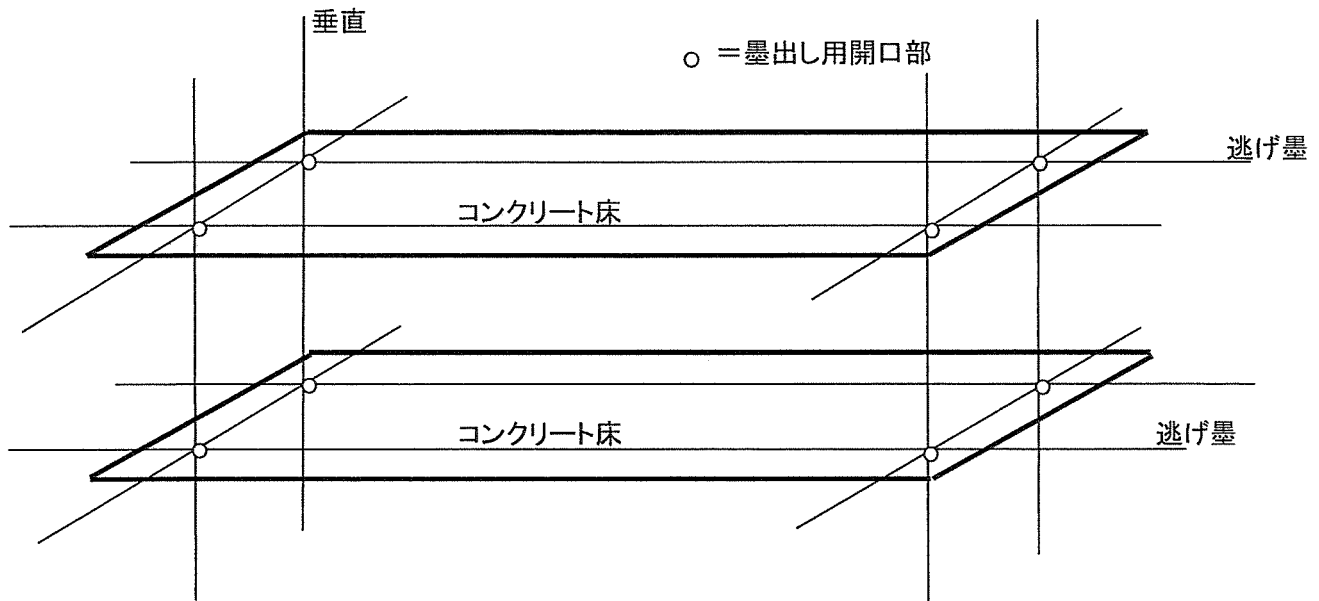 垂直
○ ＝墨出し用開口部
逃げ墨
コンクリート床
コンクリート床
逃げ墨